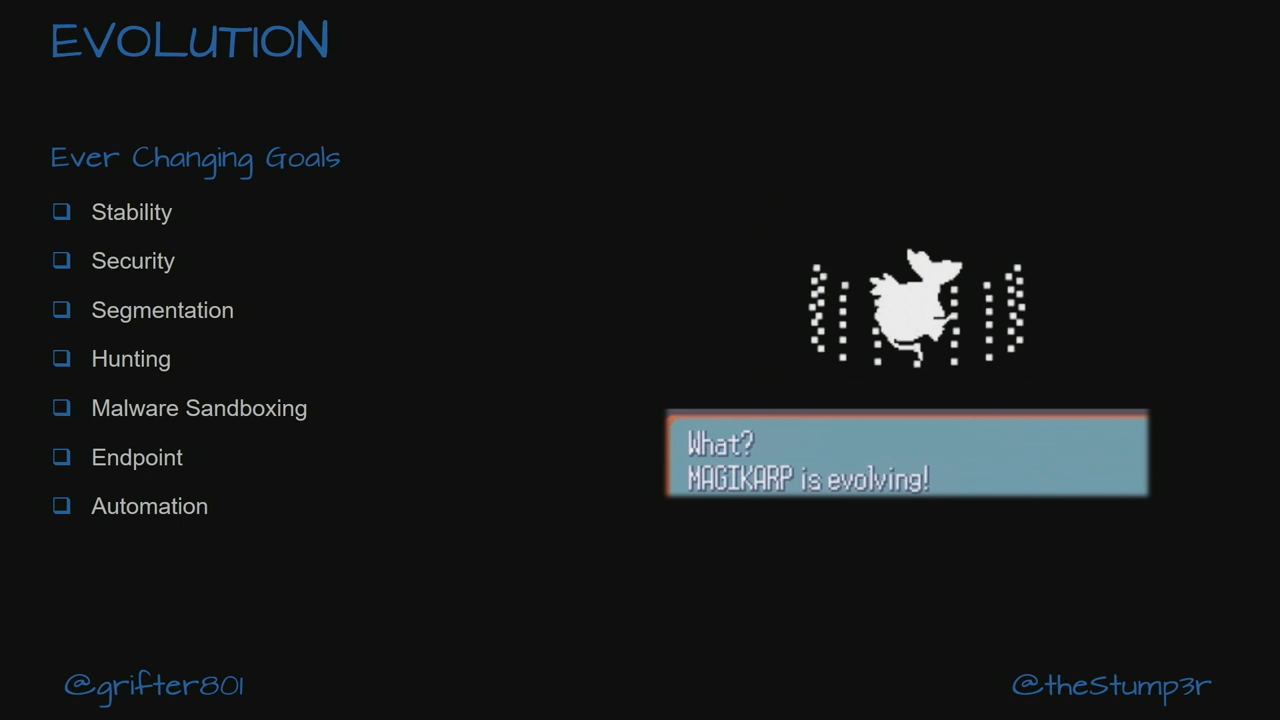 EVOLUTION
Ever Changing Goals
Stability
Security
Segmentation
Hunting
Malware Sandboxing
Endpoint
Automation
What?
MAGIKARP is evolving!
@grifter801
@theStump3r